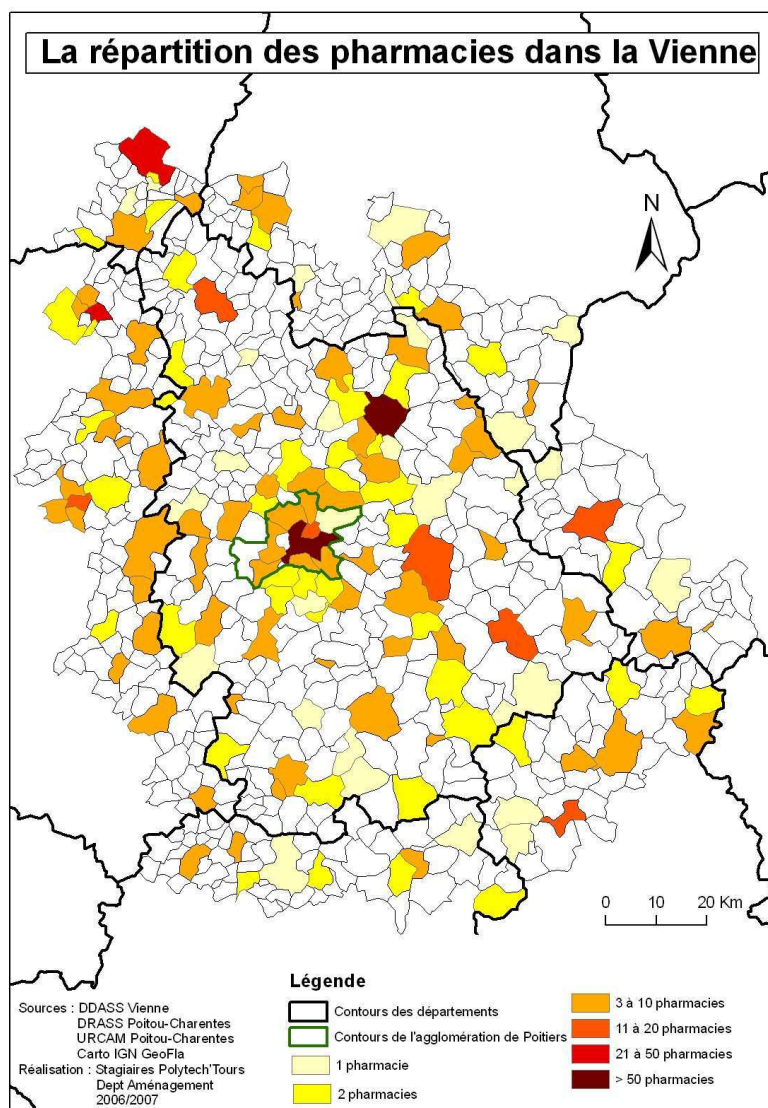 La répartition des pharmacies dans la Vienne
N
0 10 20 Km
Légende
Contours des départements
Contours de l'agglomération de Poitiers
1 pharmacie
2 pharmacies
3 à 10 pharmacies
11 à 20 pharmacies
21 à 50 pharmacies
> 50 pharmacies
Sources : DDASS Vienne
DRASS Poitou-Charentes
URCAM Poitou-Charentes
Carto IGN GeoFla
Réalisation : Stagiaires Polytech'Tours
Dept Aménagement
2006/2007